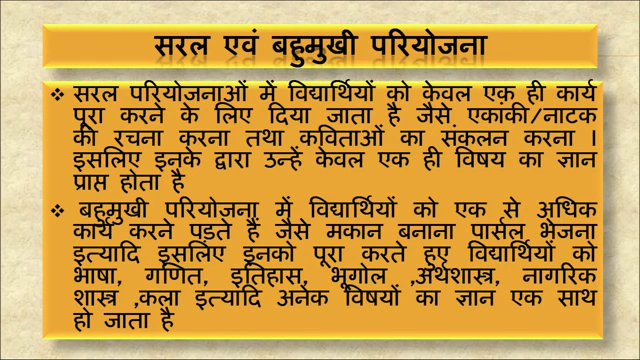 सरल एवं बहुमुखी परियोजना
❖ सरल परियोजनाओं में विद्यार्थियों को केवल एक ही कार्य
पूरा करने के लिए दिया जाता है जैसे एकांकी/नाटक
की रचना करना तथा कविताओं का संकलन करना ।
इसलिए इनके द्वारा उन्हें केवल एक ही विषय का ज्ञान
प्राप्त होता है
❖ बहुमुखी परियोजना में विद्यार्थियों को एक से अधिक
कार्य करने पड़ते हैं जैसे मकान बनाना पार्सल भेजना
इत्यादि इसलिए इनको पूरा करते हुए विद्यार्थियों को
भाषा, गणित, इतिहास, भूगोल ,अर्थशास्त्र, नागरिक
शास्त्र ,कला इत्यादि अनेक विषयों का ज्ञान एक साथ
हो जाता है